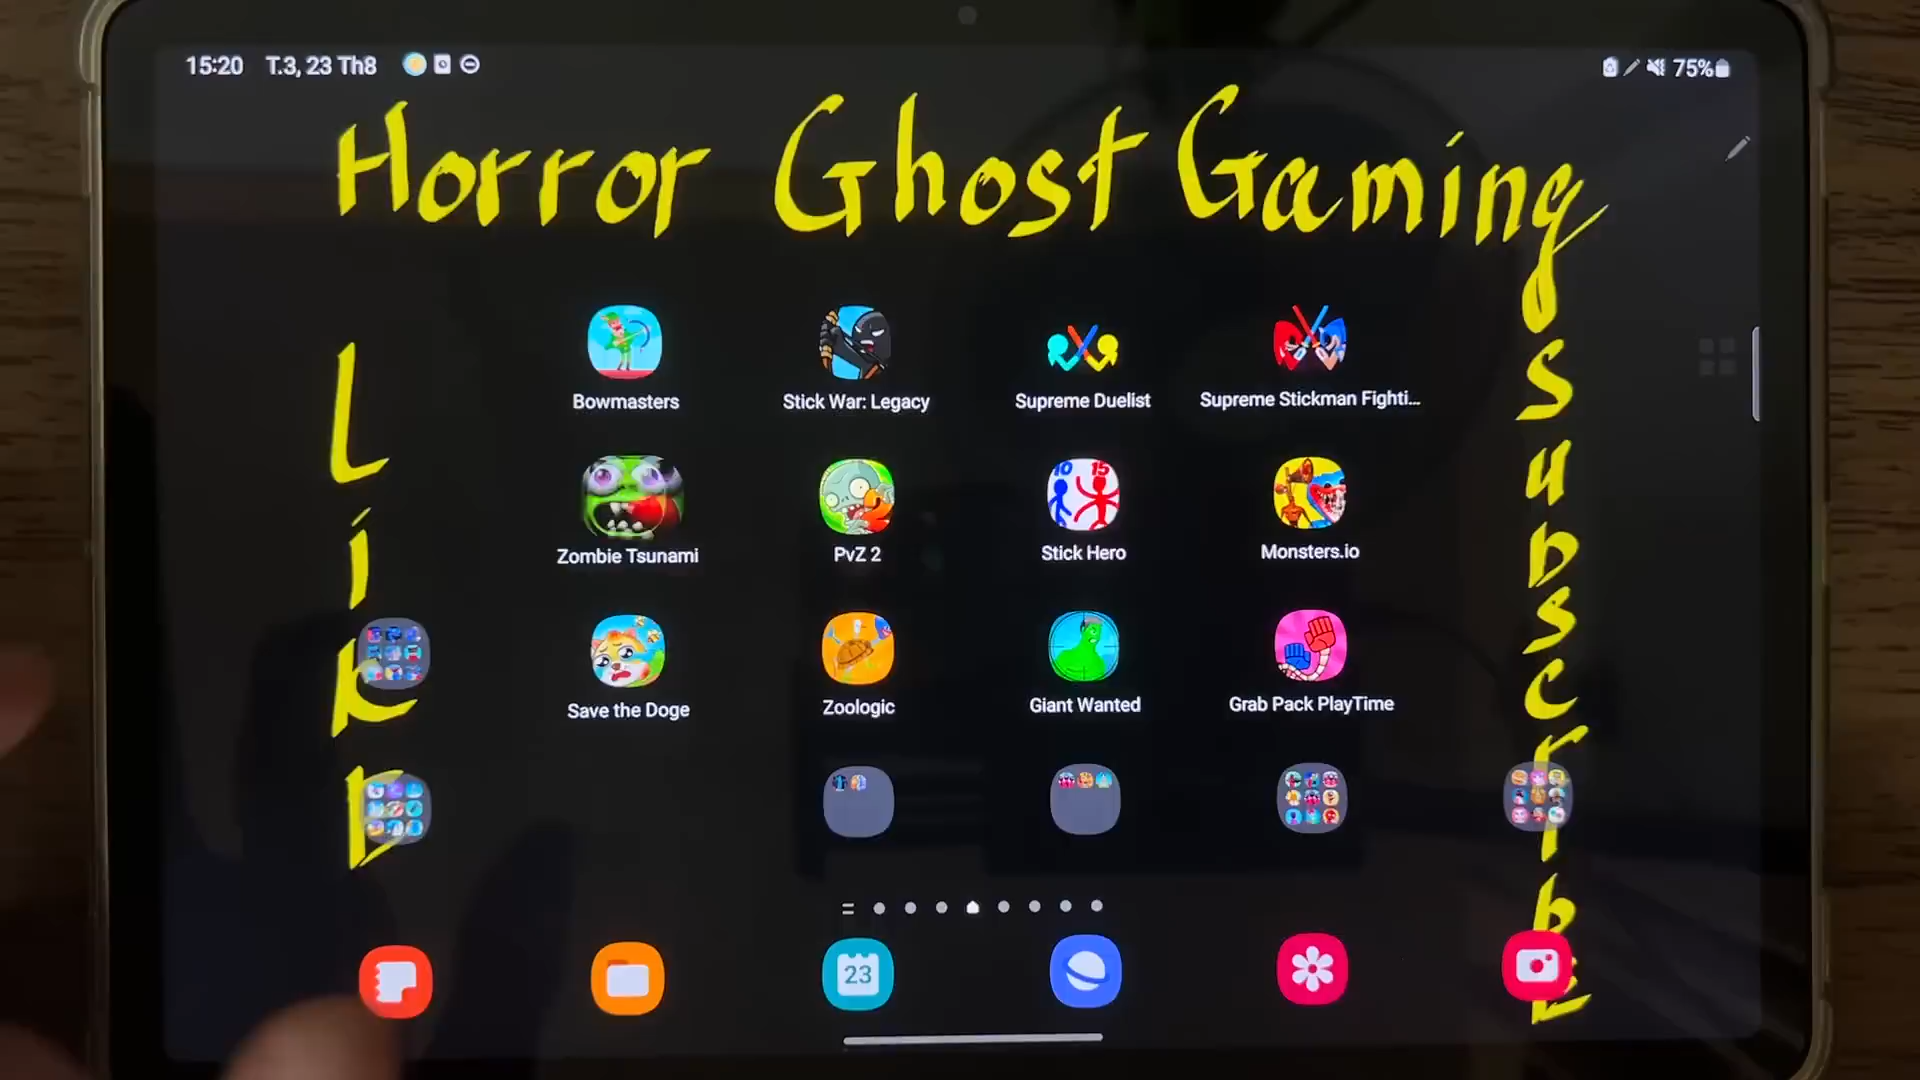 15:20 T.3, 23 Th8 75%
Horror Ghost Gaming
Like
Subscribe
Bowmasters Stick War: Legacy Supreme Duelist Supreme Stickman Fighti...
10 15
Zombie Tsunami PvZ 2 Stick Hero Monsters.io
Save the Doge Zoologic Giant Wanted Grab Pack PlayTime
23